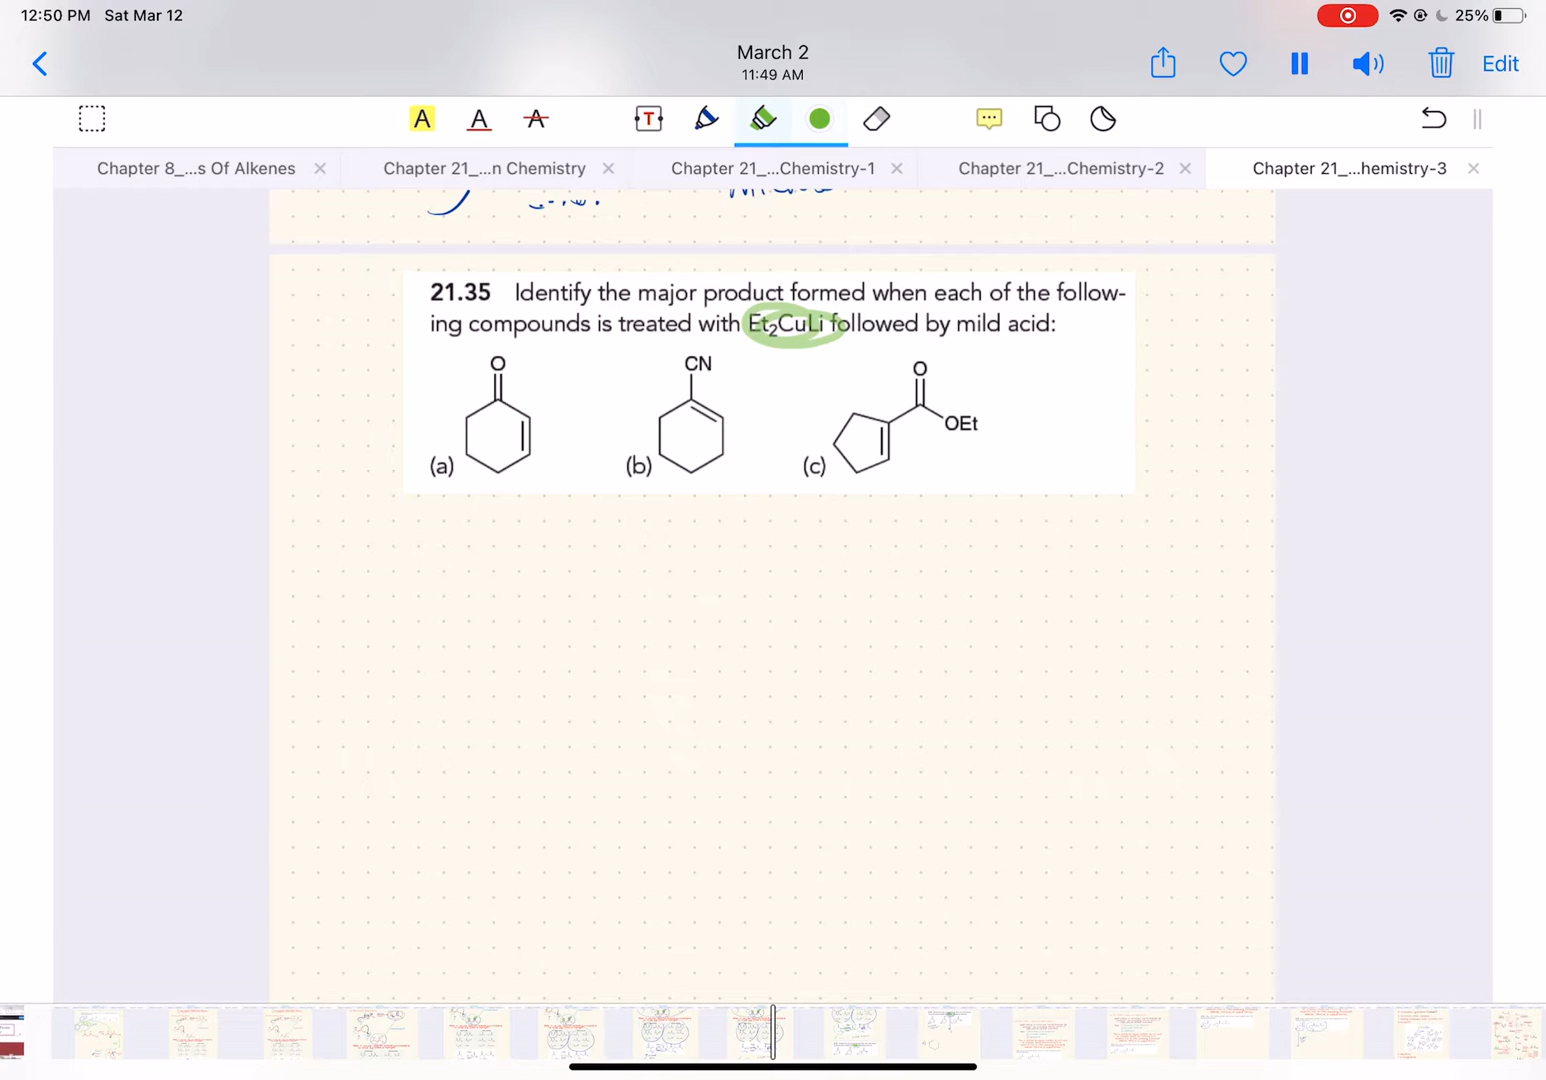 12:50 PM Sat Mar 12
25%
March 2
11:49 AM
Edit
A A A T
Chapter 8_...s Of Alkenes
Chapter 21_...n Chemistry
Chapter 21_...Chemistry-1
Chapter 21_...Chemistry-2
Chapter 21_...hemistry-3
21.35 Identify the major product formed when each of the follow-
ing compounds is treated with Et₂CuLi followed by mild acid:
O
CN
O
OEt
(a)
(b)
(c)